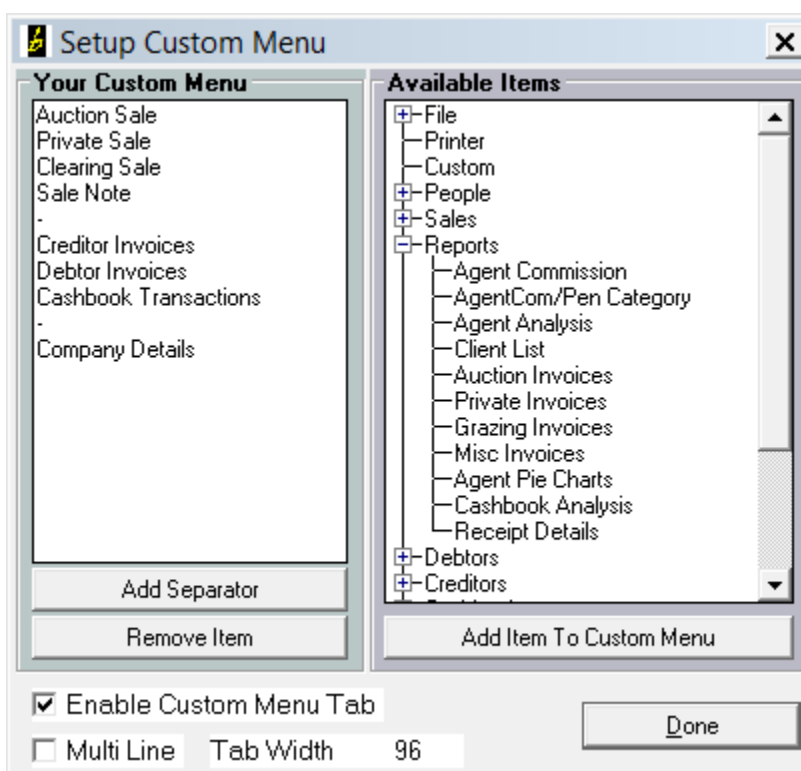 Setup Custom Menu
Your Custom Menu
Auction Sale
Private Sale
Clearing Sale
Sale Note
-
Creditor Invoices
Debtor Invoices
Cashbook Transactions
-
Company Details
Add Separator
Remove Item
Available Items
File
Printer
Custom
People
Sales
Reports
Agent Commission
AgentCom/Pen Category
Agent Analysis
Client List
Auction Invoices
Private Invoices
Grazing Invoices
Misc Invoices
Agent Pie Charts
Cashbook Analysis
Receipt Details
Debtors
Creditors
Add Item To Custom Menu
Enable Custom Menu Tab
Multi Line Tab Width 96
Done